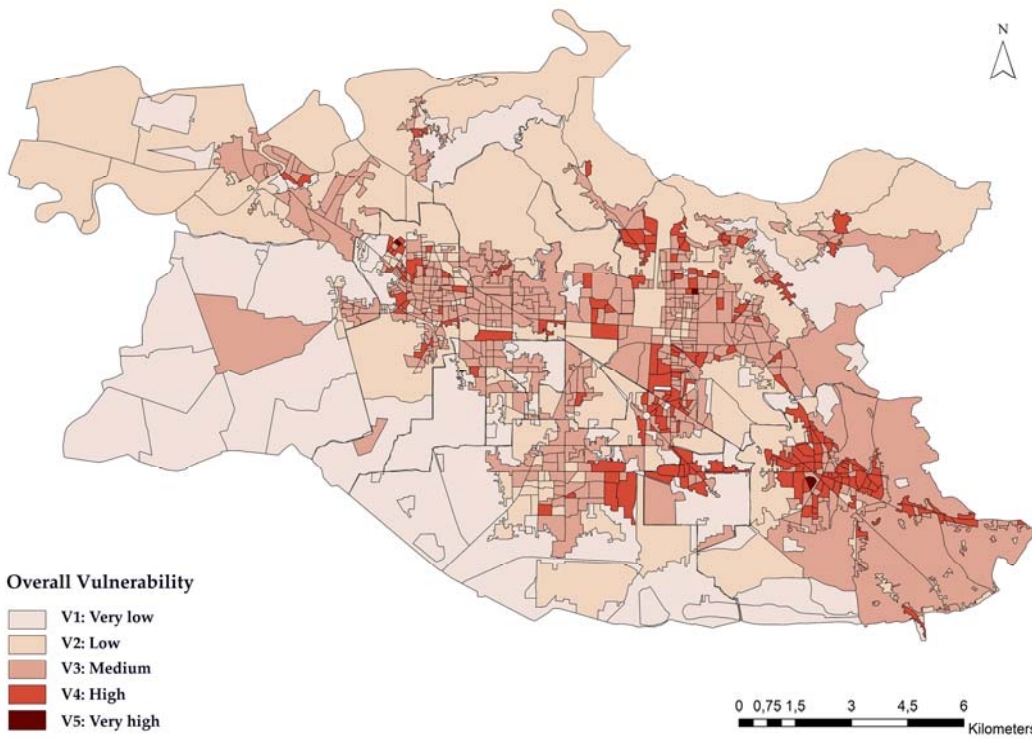 N
Overall Vulnerability
V1: Very low
V2: Low
V3: Medium
V4: High
V5: Very high
0 0,75 1,5 3 4,5 6
Kilometers